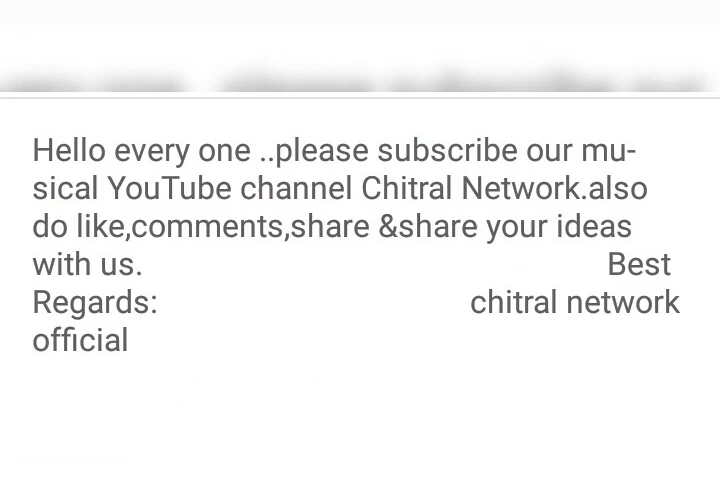 Hello every one ..please subscribe our mu-
sical YouTube channel Chitral Network.also
do like,comments,share &share your ideas
with us. Best
Regards: chitral network
official